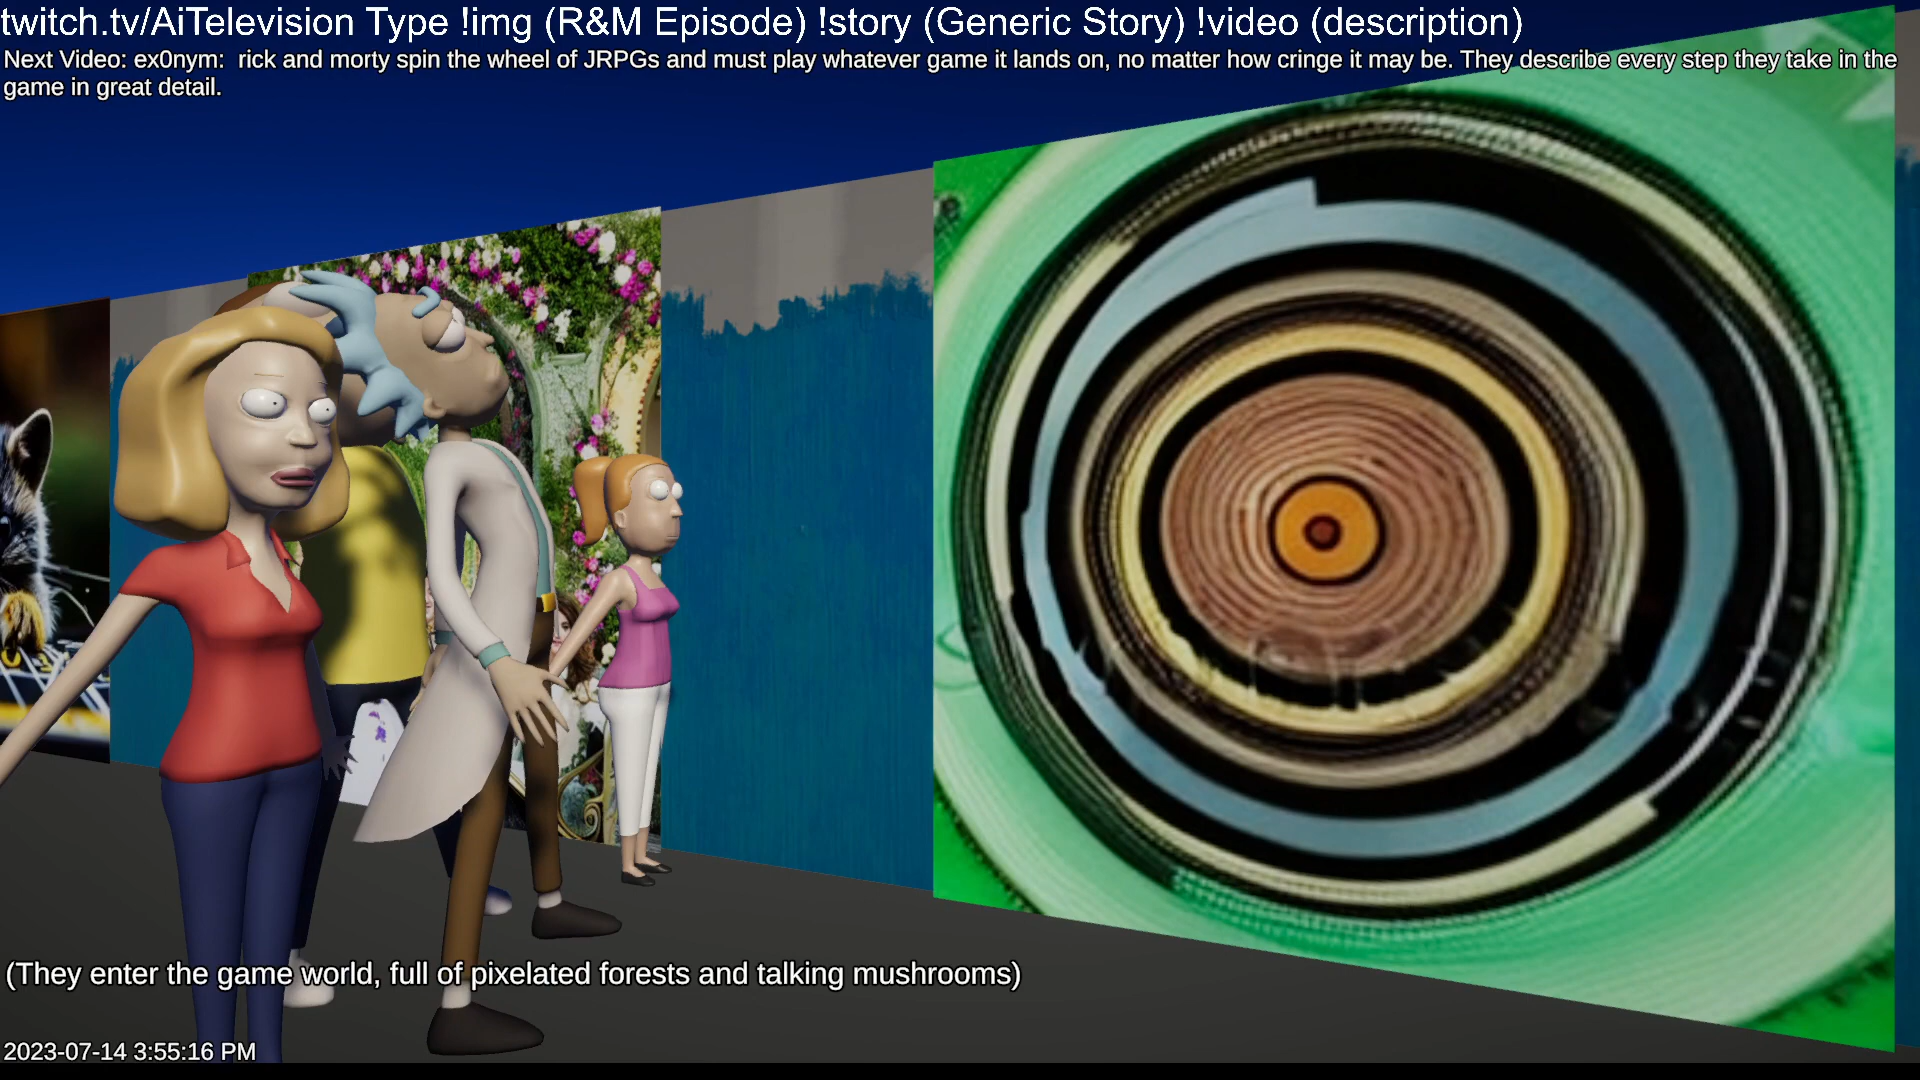 twitch.tv/AiTelevision Type !img (R&M Episode) !story (Generic Story) !video (description)
Next Video: ex0nym:  rick and morty spin the wheel of JRPGs and must play whatever game it lands on, no matter how cringe it may be. They describe every step they take in the
game in great detail.
(They enter the game world, full of pixelated forests and talking mushrooms)
2023-07-14 3:55:16 PM